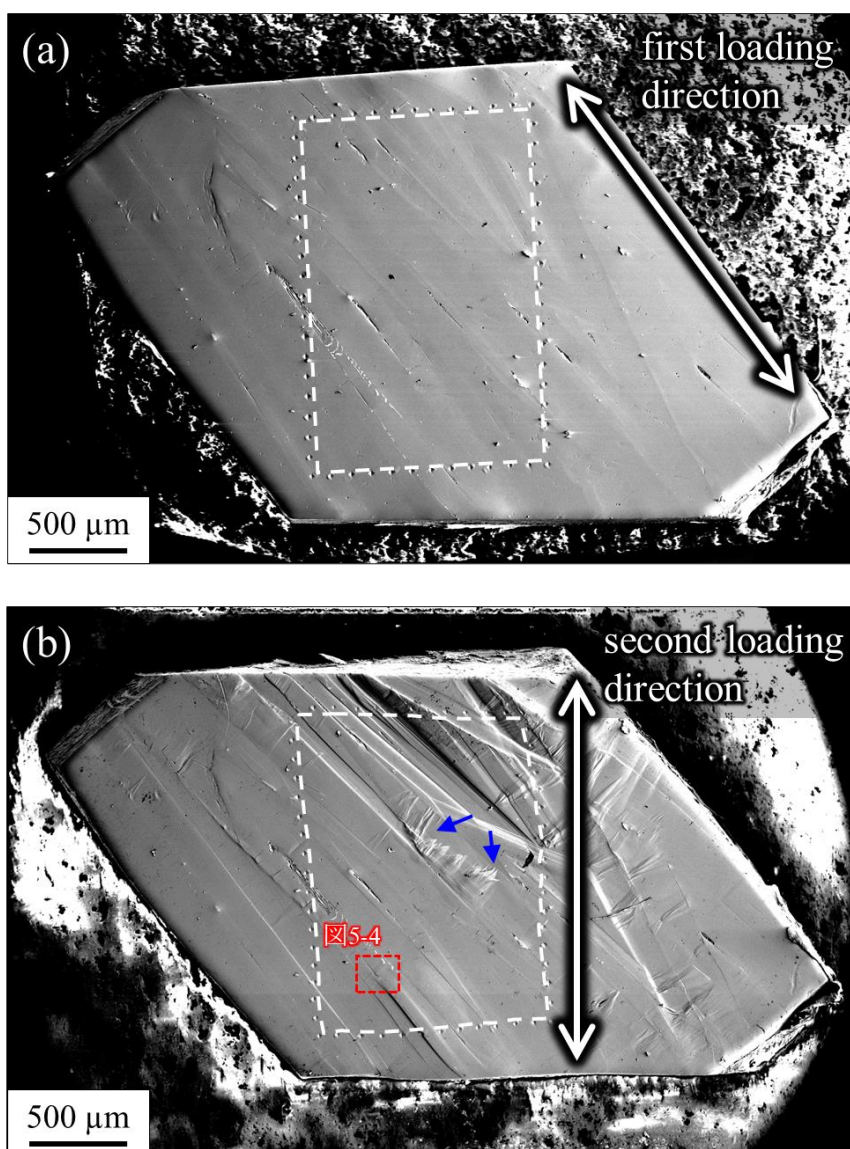 (a)
first loading
direction
500 µm
(b)
second loading
direction
図5-4
500 µm